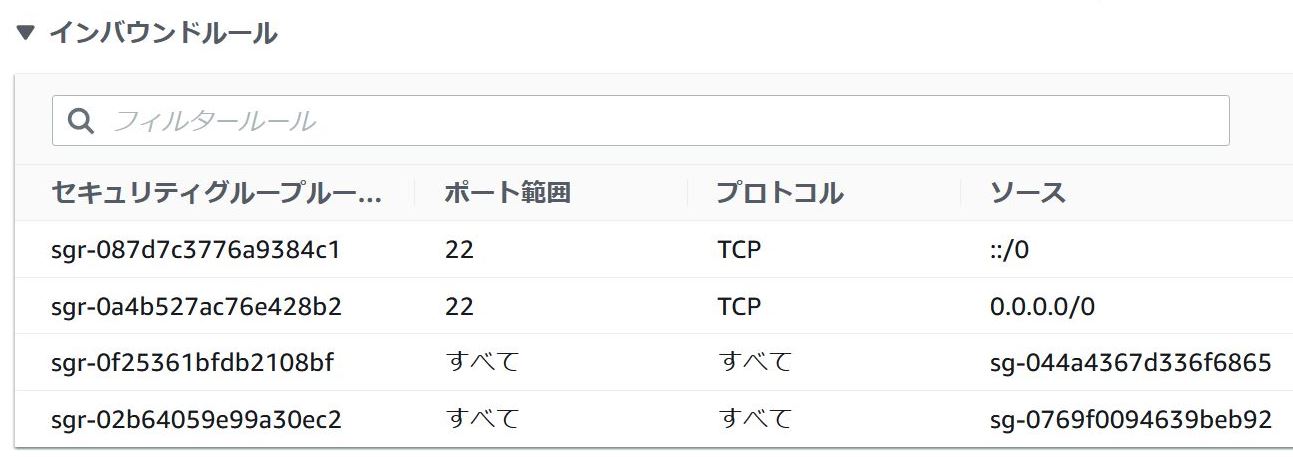 ▼ インバウンドルール
フィルタールール
セキュリティグループルー... ポート範囲 プロトコル ソース
sgr-087d7c3776a9384c1 22 TCP ::/0
sgr-0a4b527ac76e428b2 22 TCP 0.0.0.0/0
sgr-0f25361bfdb2108bf すべて すべて sg-044a4367d336f6865
sgr-02b64059e99a30ec2 すべて すべて sg-0769f0094639beb92